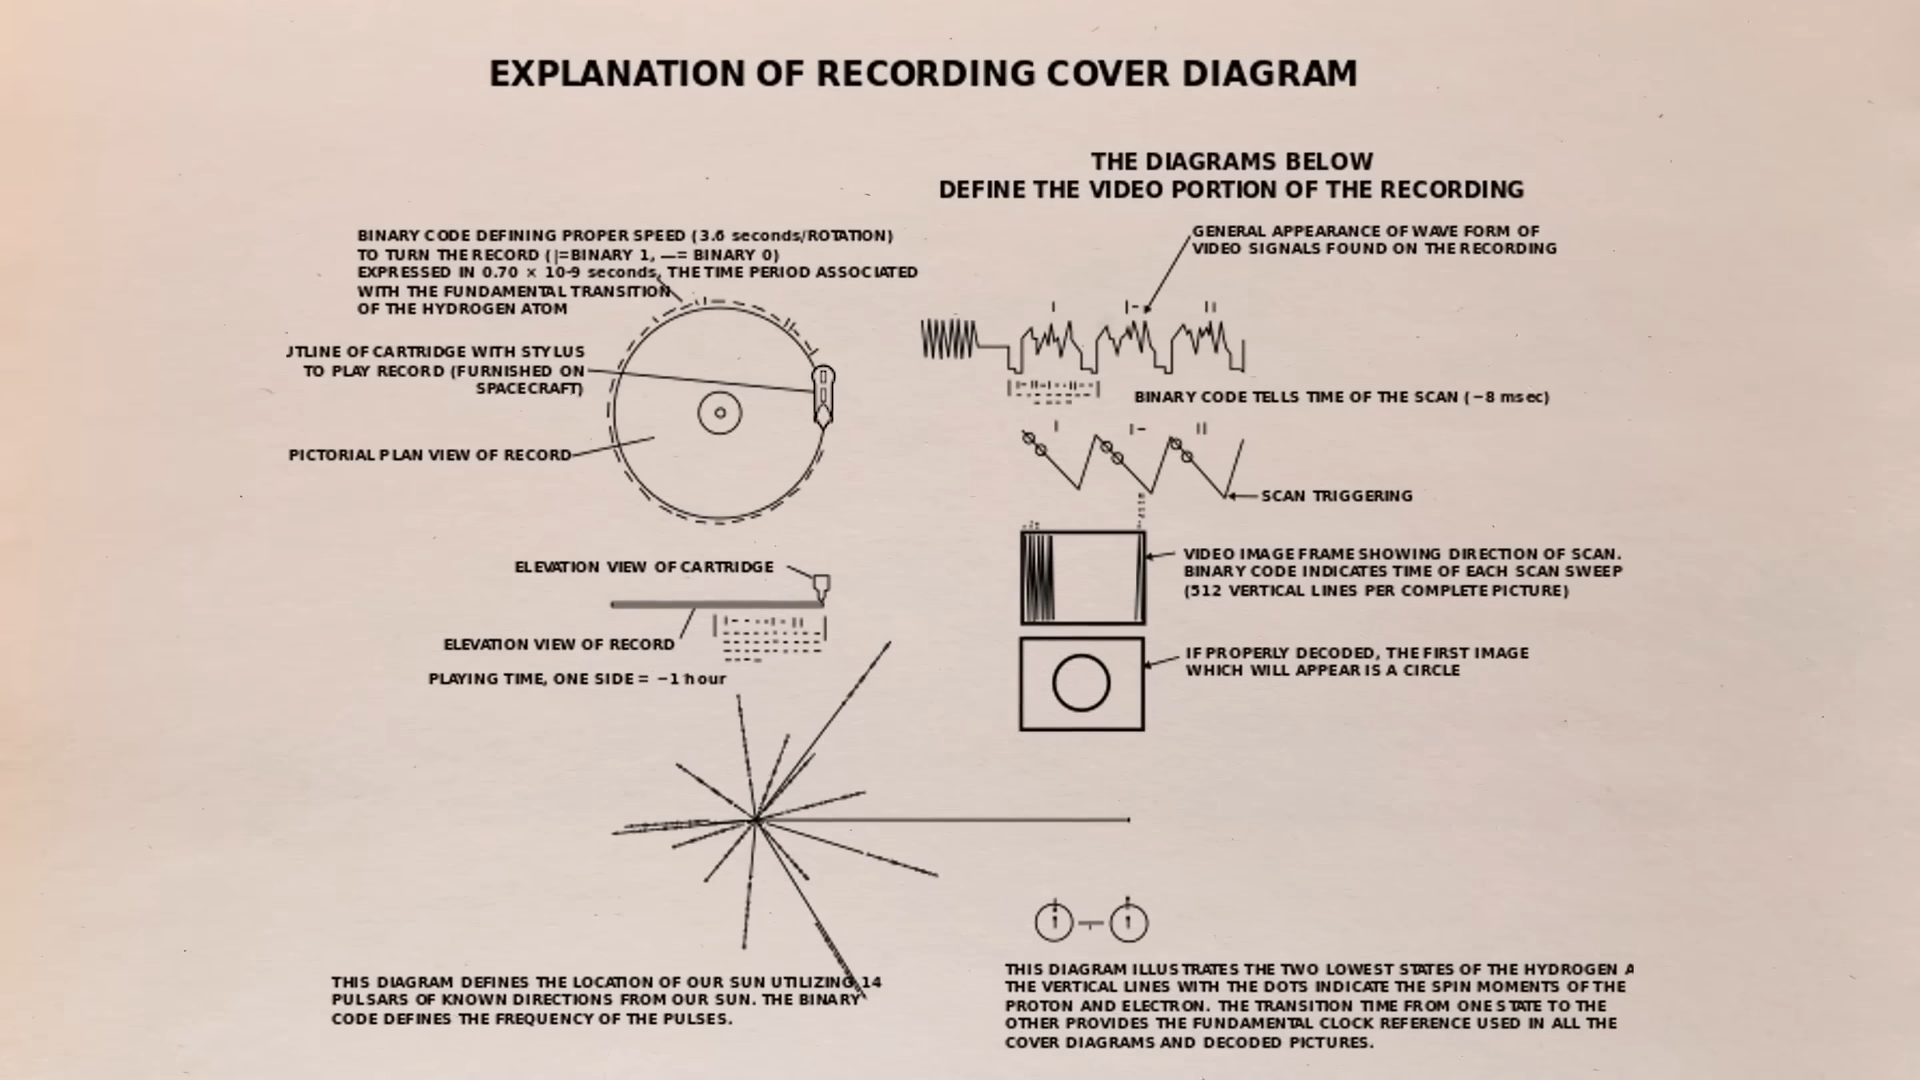 EXPLANATION OF RECORDING COVER DIAGRAM
THE DIAGRAMS BELOW
DEFINE THE VIDEO PORTION OF THE RECORDING
BINARY CODE DEFINING PROPER SPEED (3.6 seconds/ROTATION)
TO TURN THE RECORD (|=BINARY 1, —= BINARY 0)
EXPRESSED IN 0.70 × 10-9 seconds, THE TIME PERIOD ASSOCIATED
WITH THE FUNDAMENTAL TRANSITION
OF THE HYDROGEN ATOM
JTLINE OF CARTRIDGE WITH STYLUS
TO PLAY RECORD (FURNISHED ON
SPACECRAFT)
PICTORIAL PLAN VIEW OF RECORD
ELEVATION VIEW OF CARTRIDGE
ELEVATION VIEW OF RECORD
PLAYING TIME, ONE SIDE = ~1 hour
THIS DIAGRAM DEFINES THE LOCATION OF OUR SUN UTILIZING 14
PULSARS OF KNOWN DIRECTIONS FROM OUR SUN. THE BINARY
CODE DEFINES THE FREQUENCY OF THE PULSES.
GENERAL APPEARANCE OF WAVE FORM OF
VIDEO SIGNALS FOUND ON THE RECORDING
BINARY CODE TELLS TIME OF THE SCAN (~8 msec)
SCAN TRIGGERING
VIDEO IMAGE FRAME SHOWING DIRECTION OF SCAN.
BINARY CODE INDICATES TIME OF EACH SCAN SWEEP
(512 VERTICAL LINES PER COMPLETE PICTURE)
IF PROPERLY DECODED, THE FIRST IMAGE
WHICH WILL APPEAR IS A CIRCLE
THIS DIAGRAM ILLUSTRATES THE TWO LOWEST STATES OF THE HYDROGEN A
THE VERTICAL LINES WITH THE DOTS INDICATE THE SPIN MOMENTS OF THE
PROTON AND ELECTRON. THE TRANSITION TIME FROM ONE STATE TO THE
OTHER PROVIDES THE FUNDAMENTAL CLOCK REFERENCE USED IN ALL THE
COVER DIAGRAMS AND DECODED PICTURES.